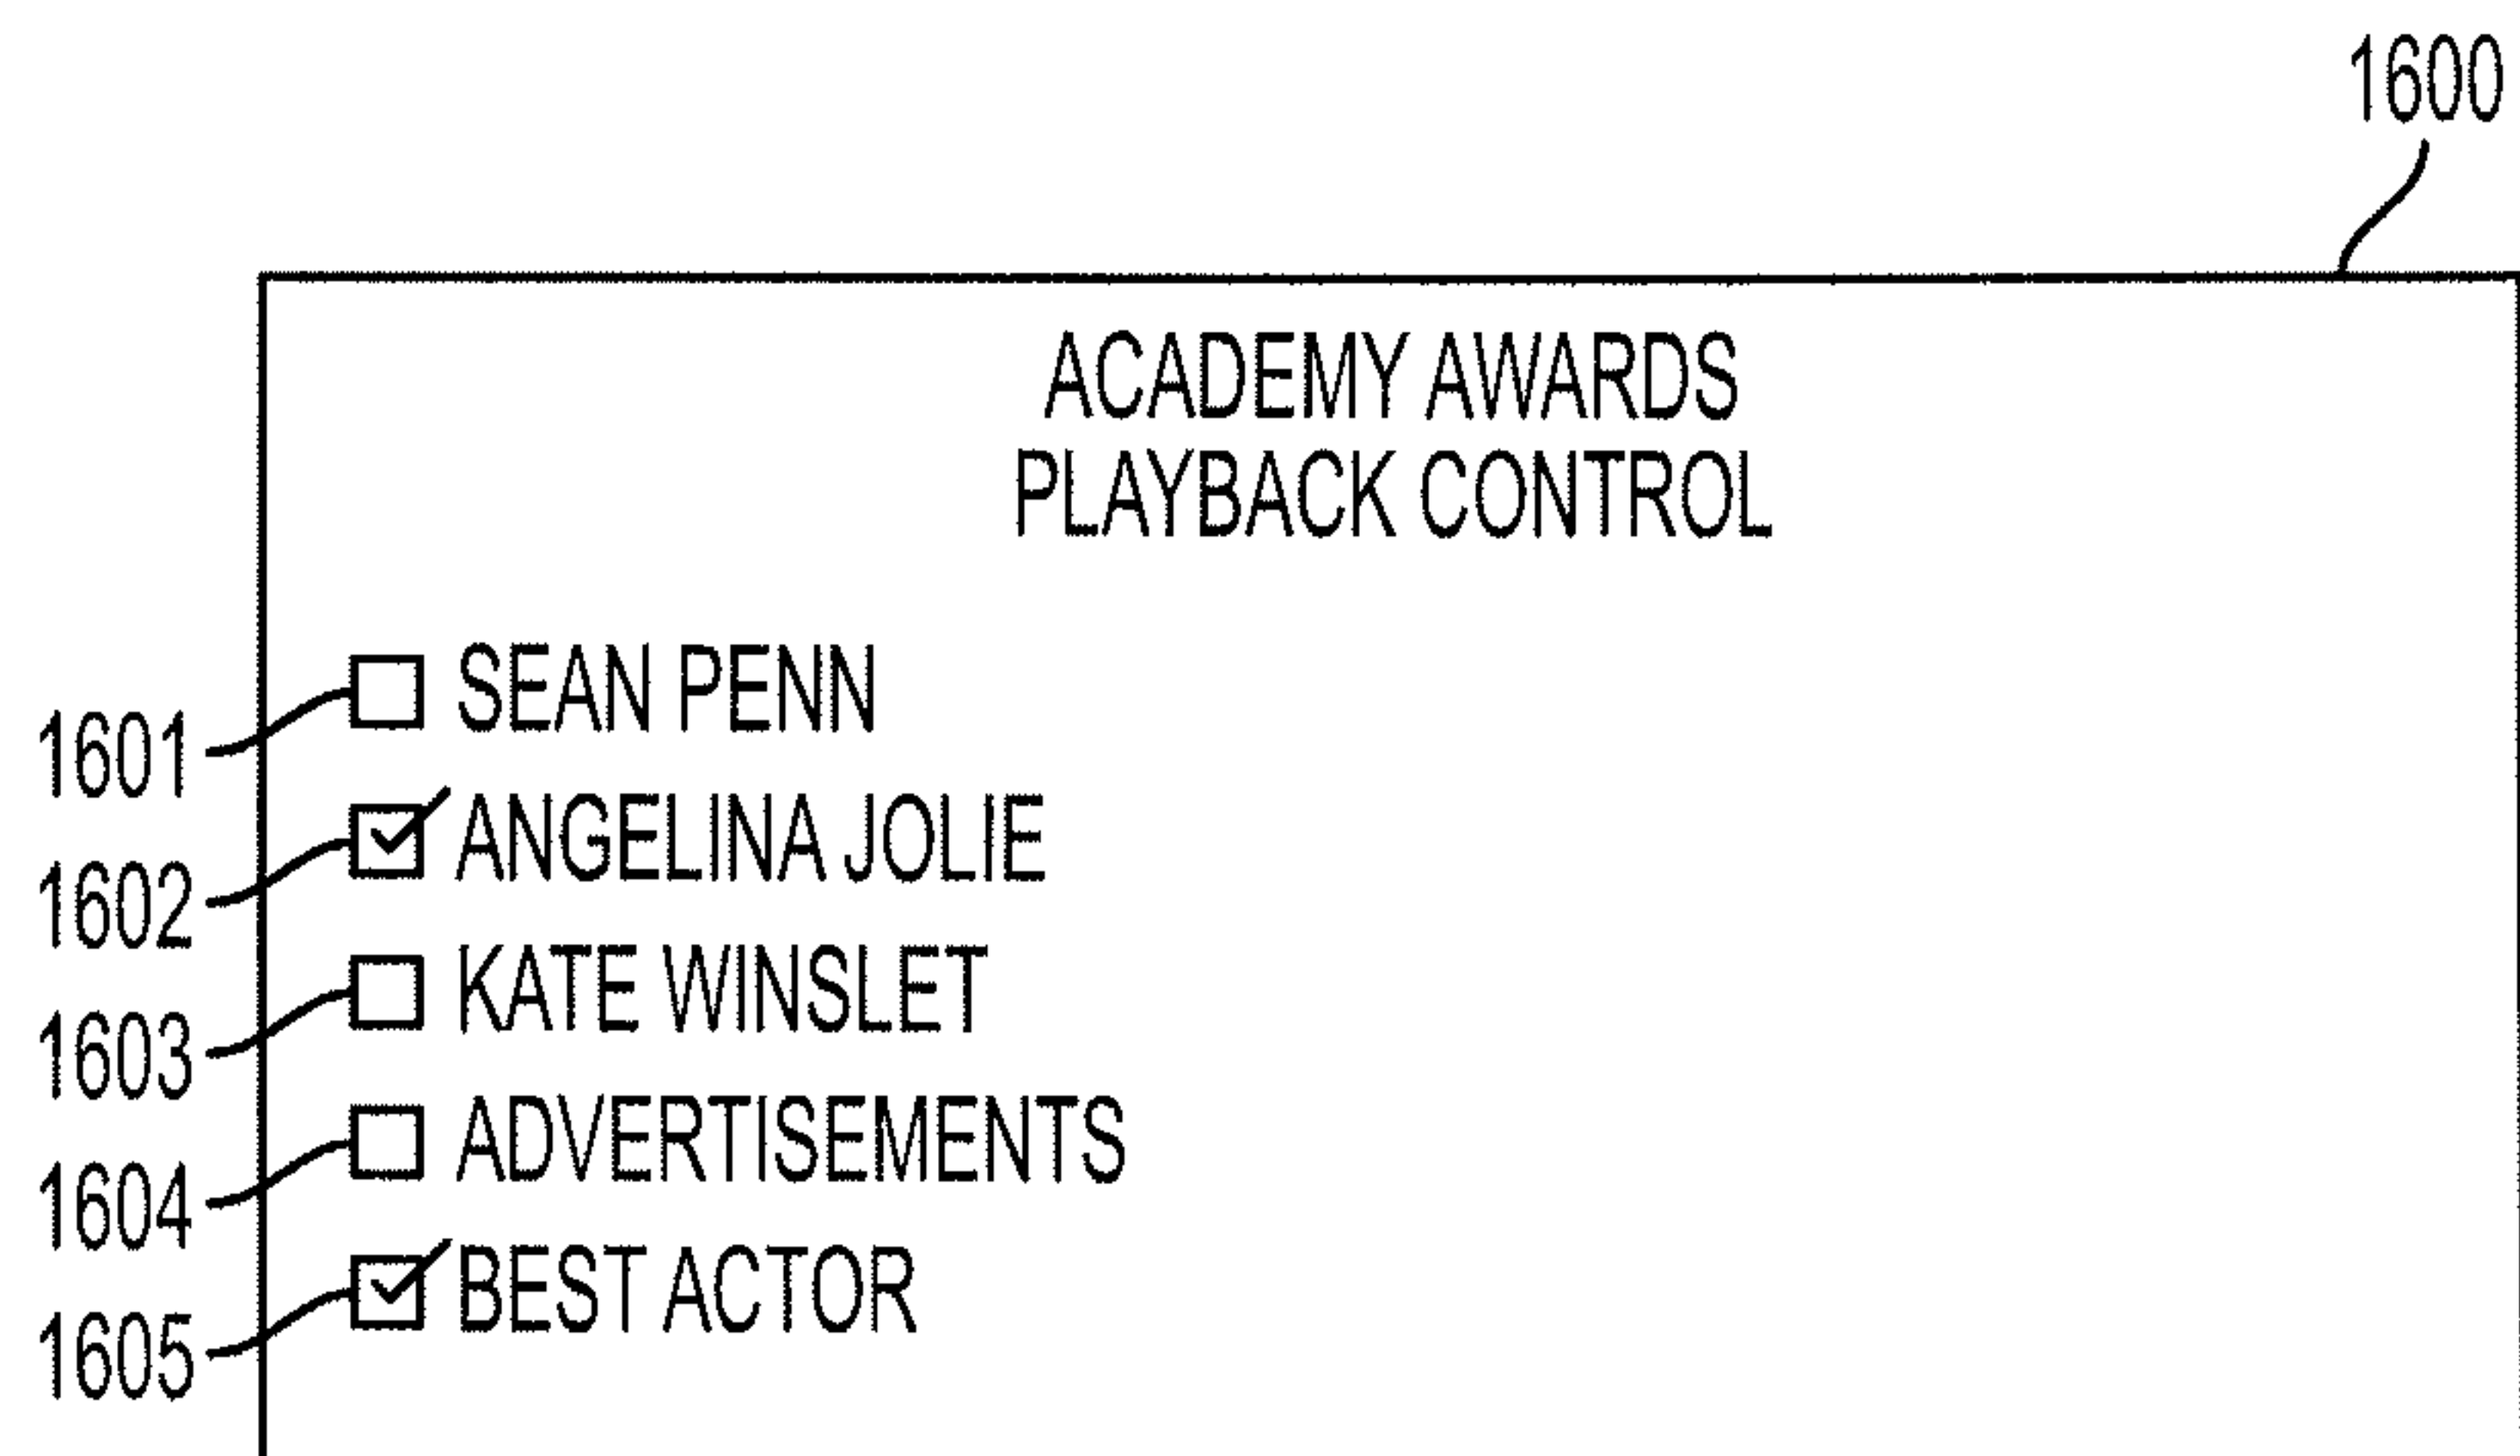 1600
ACADEMY AWARDS
PLAYBACK CONTROL
1601 SEAN PENN
1602 ANGELINA JOLIE
1603 KATE WINSLET
1604 ADVERTISEMENTS
1605 BEST ACTOR